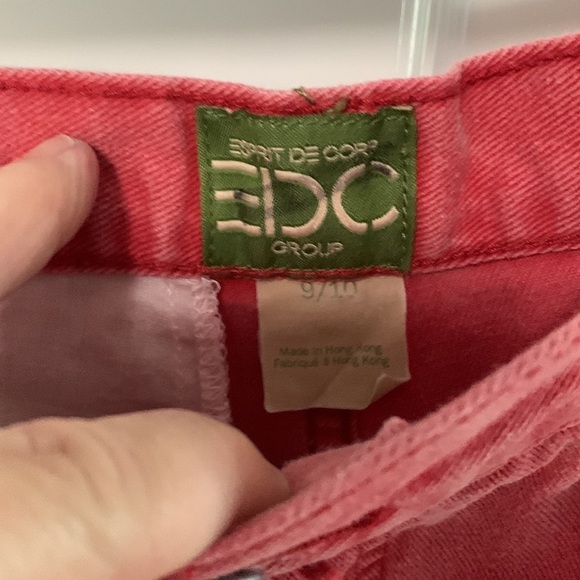 ESPRIT DE CORP
EDC
GROUP
9/10
Made in Hong Kong
Fabriqué à Hong Kong